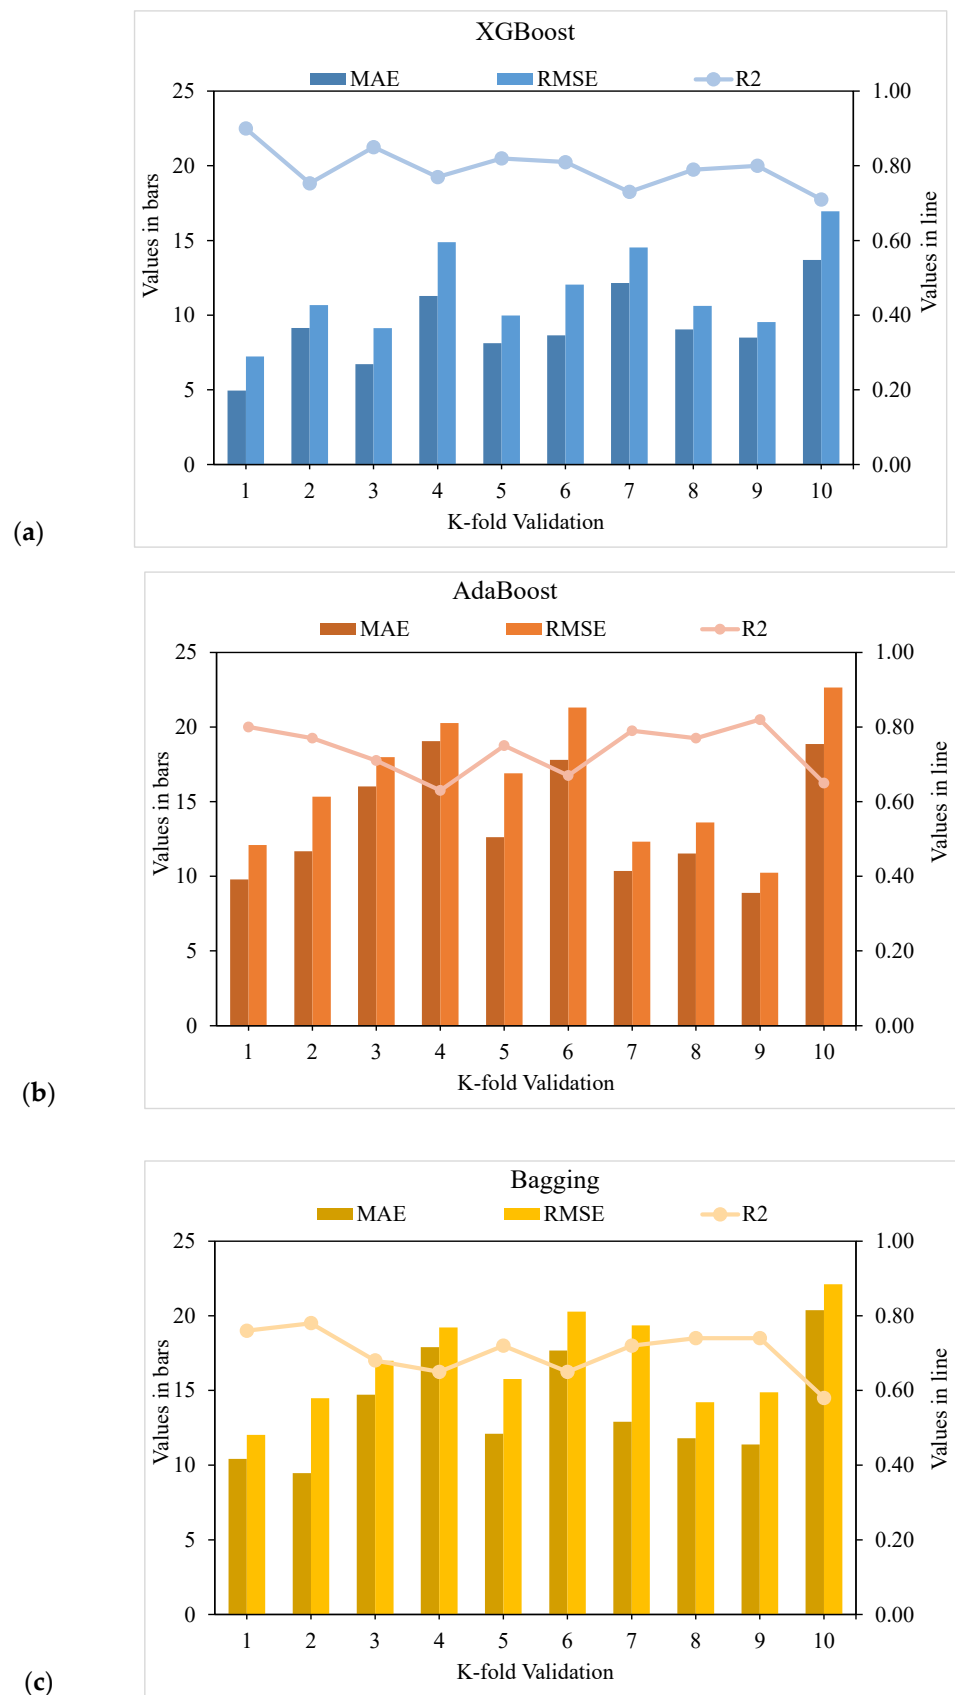 XGBoost
MAE RMSE R2
25 1.00
20 0.80
15 0.60
10 0.40
5 0.20
0 0.00
Values in bars
Values in line
1 2 3 4 5 6 7 8 9 10
K-fold Validation
(a)
AdaBoost
MAE RMSE R2
25 1.00
20 0.80
15 0.60
10 0.40
5 0.20
0 0.00
Values in bars
Values in line
1 2 3 4 5 6 7 8 9 10
K-fold Validation
(b)
Bagging
MAE RMSE R2
25 1.00
20 0.80
15 0.60
10 0.40
5 0.20
0 0.00
Values in bars
Values in line
1 2 3 4 5 6 7 8 9 10
K-fold Validation
(c)